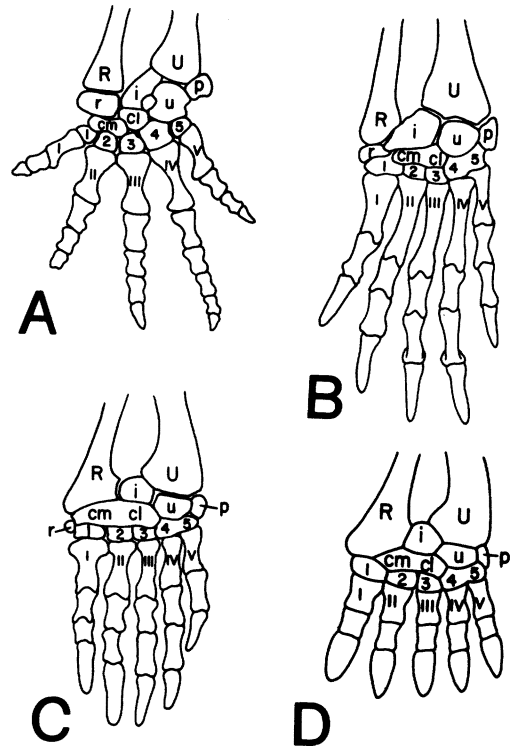 R U
i p
r u
cm cl
1 2 3 4 5
I II III IV V
A
R U
i u p
r cm cl
1 2 3 4 5
I II III IV V
B
R U
i
cm cl u p
r 1 2 3 4 5
I II III IV V
C
R U
i
cm cl u p
1 2 3 4 5
I II III IV V
D